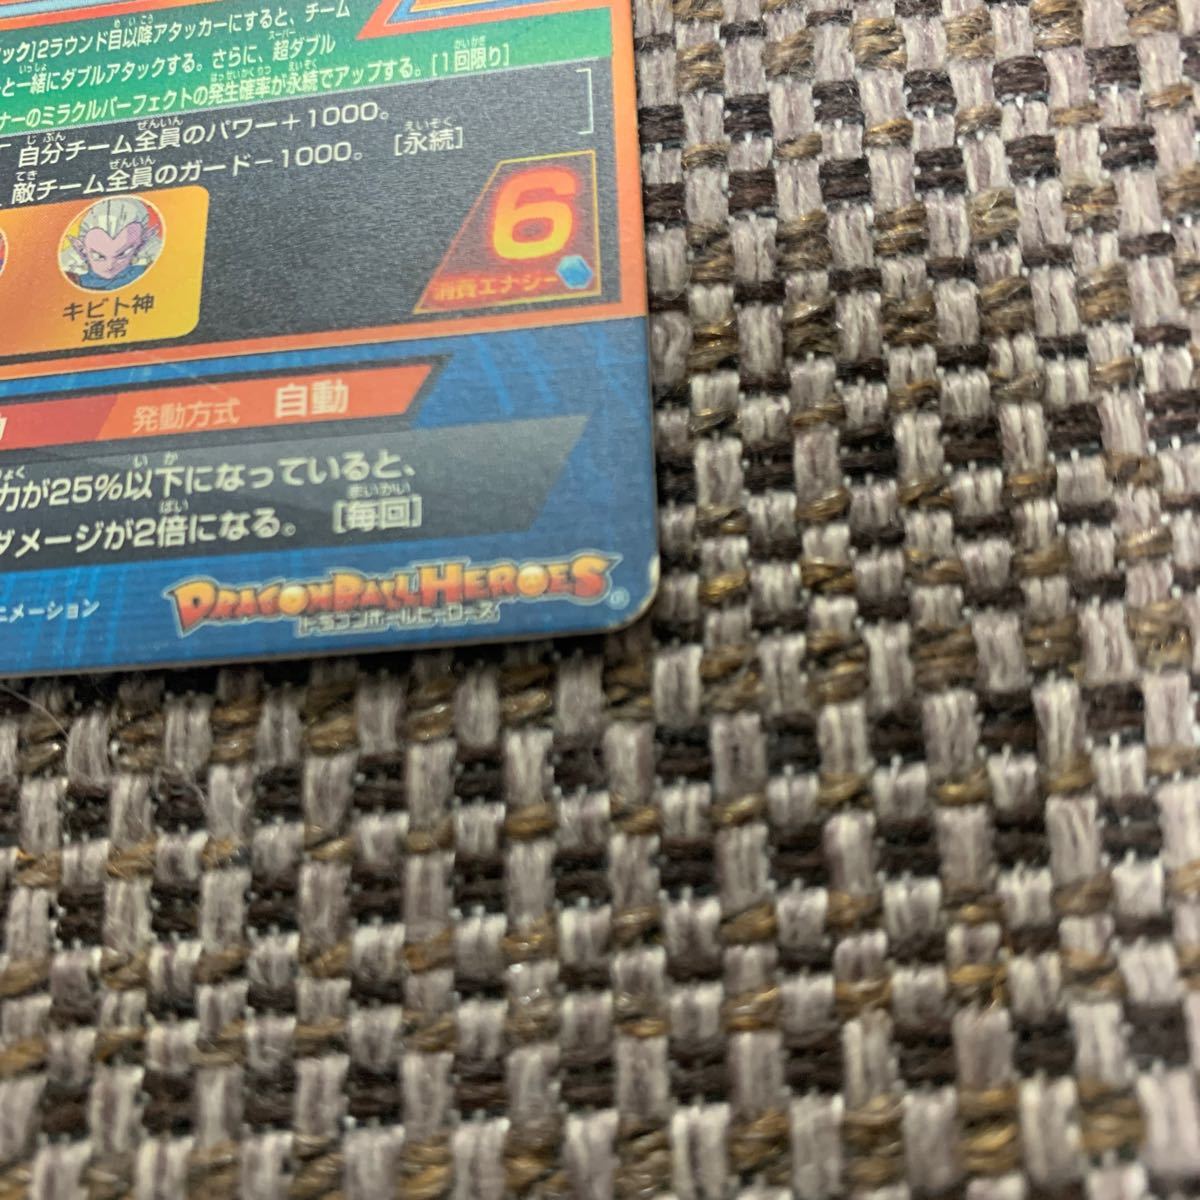 ック]2ラウンド目以降アタッカーにすると、チーム
と一緒にダブルアタックする。さらに、超ダブル
ナーのミラクルパーフェクトの発生確率が永続でアップする。[1回限り]
自分チーム全員のパワー+1000。
敵チーム全員のガード-1000。 [永続]
6
消費エナジー
キビト神
通常
発動方式 自動
力が25%以下になっていると、
ダメージが2倍になる。 [毎回]
ニメーション
DRAGON BALL HEROES®
ドラゴンボールヒーローズ